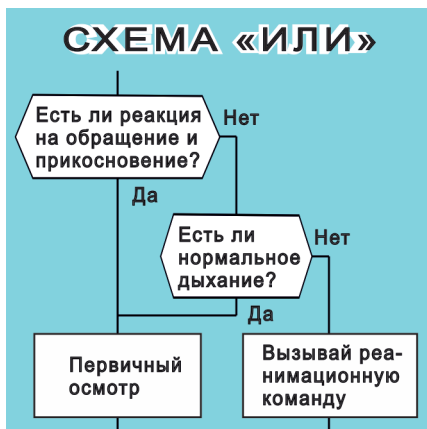 СХЕМА «ИЛИ»
Есть ли реакция
на обращение и
прикосновение?
Нет
Да
Есть ли
нормальное
дыхание?
Нет
Да
Первичный
осмотр
Вызывай реа-
нимационную
команду